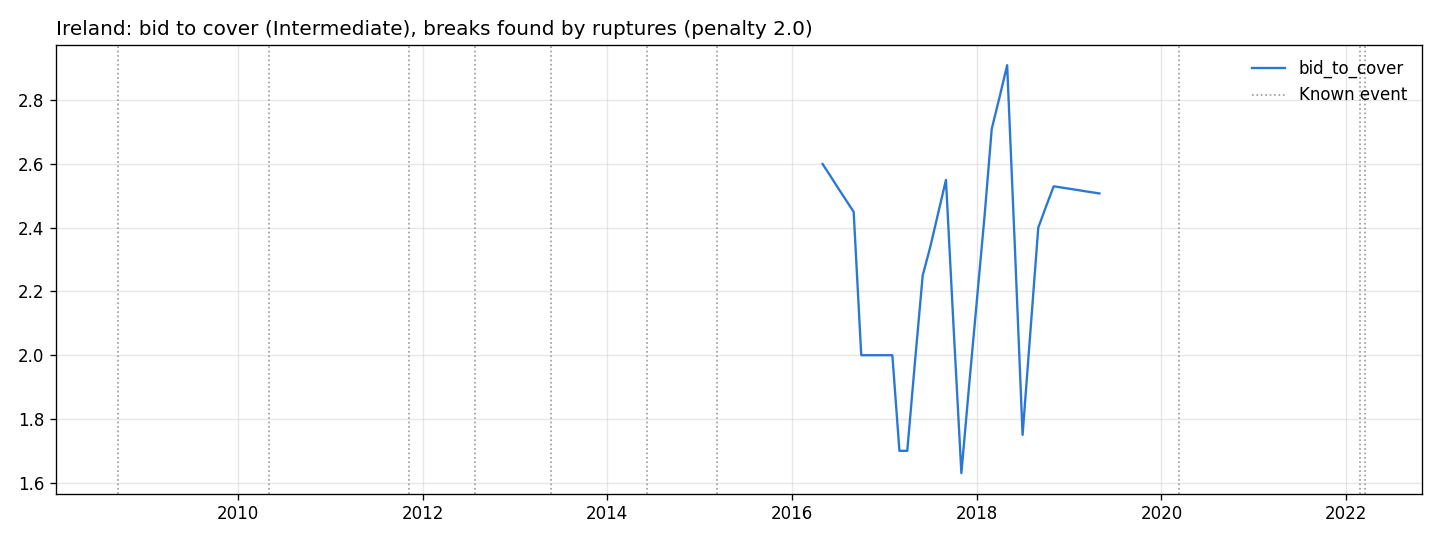 Ireland: bid to cover (Intermediate), breaks found by ruptures (penalty 2.0)
bid_to_cover
Known event
2.8
2.6
2.4
2.2
2.0
1.8
1.6
2010 2012 2014 2016 2018 2020 2022